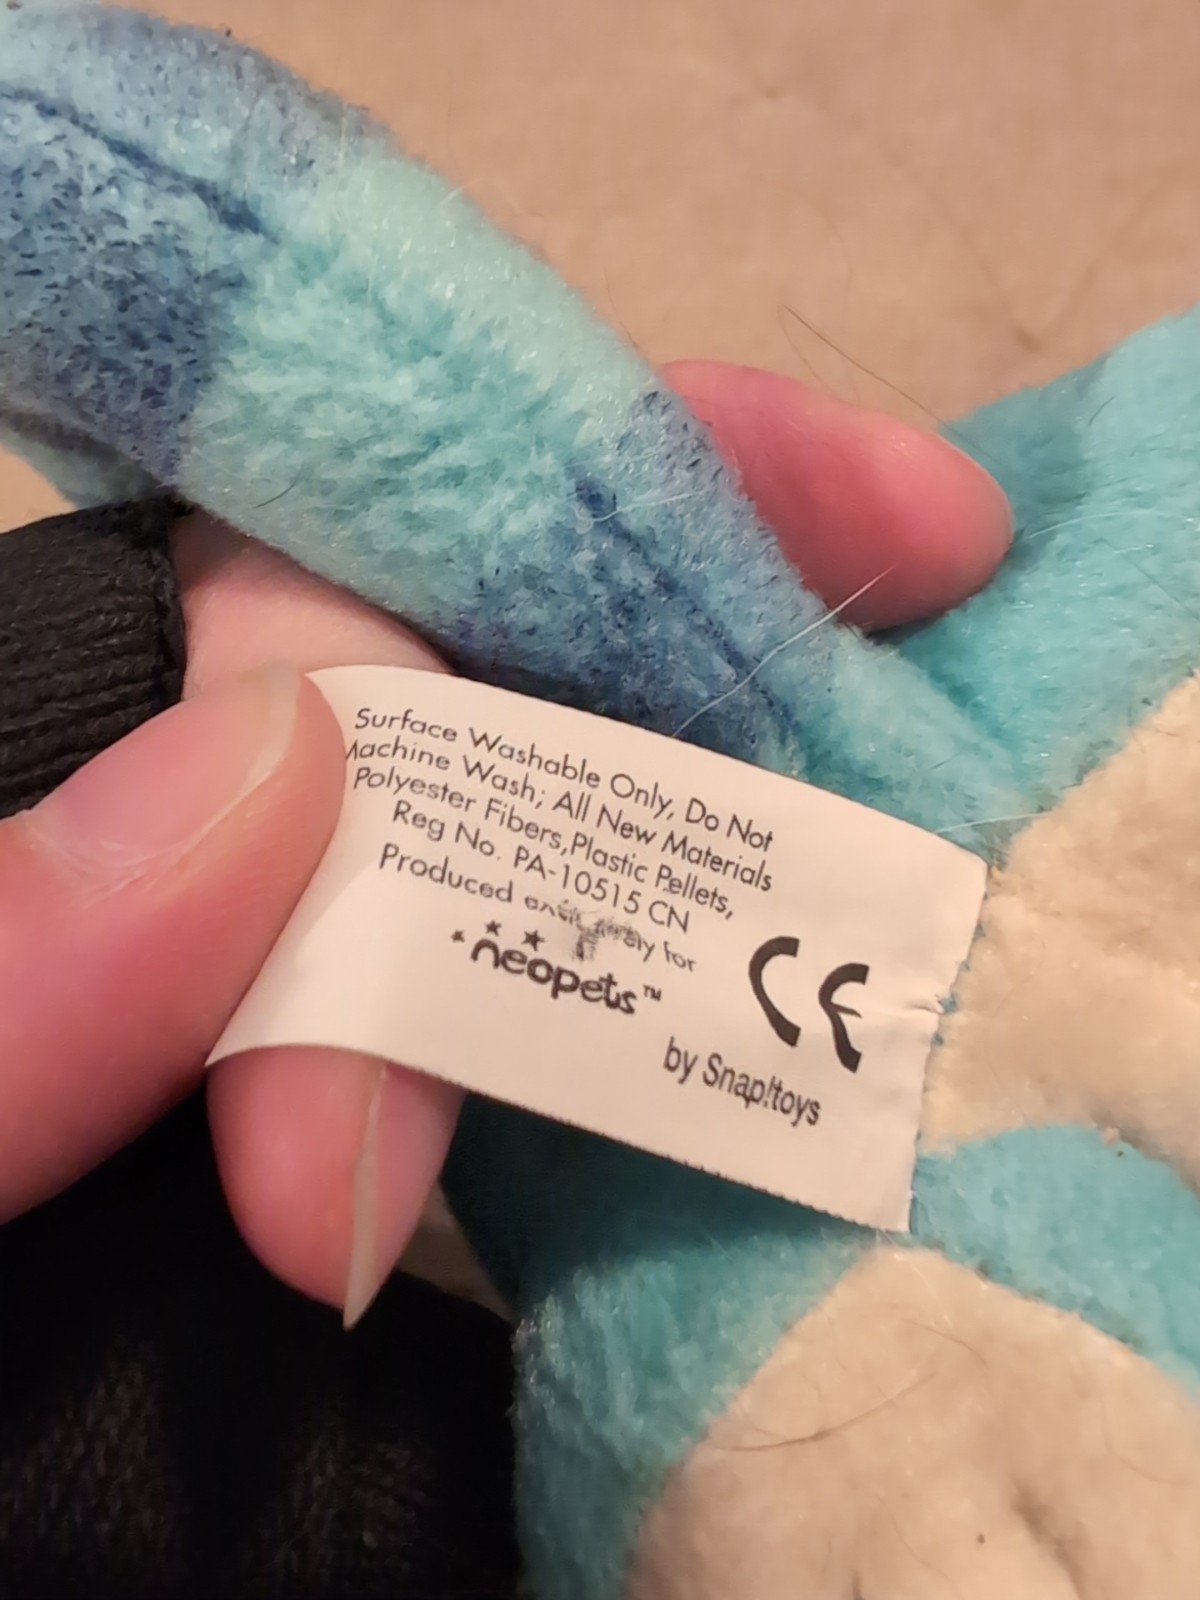 Surface Washable Only, Do Not
Machine Wash; All New Materials
Polyester Fibers,Plastic Pellets,
Reg No. PA-10515 CN
Produced for
neopets™
CE
by Snap!toys